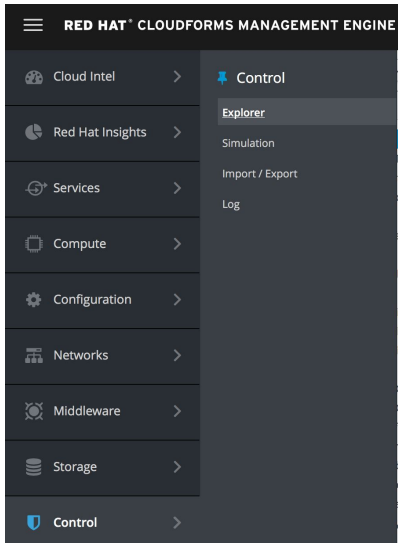 RED HAT® CLOUDFORMS MANAGEMENT ENGINE
Cloud Intel
Red Hat Insights
Services
Compute
Configuration
Networks
Middleware
Storage
Control
Control
Explorer
Simulation
Import / Export
Log